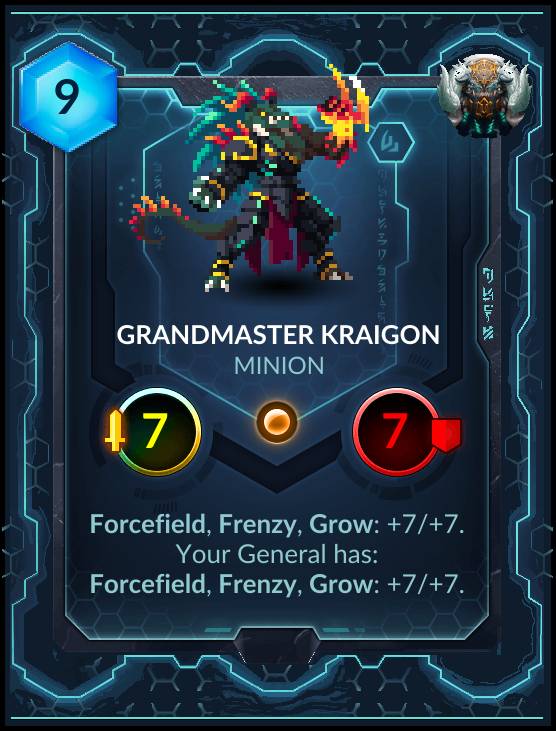 9
GRANDMASTER KRAIGON
MINION
7 7
Forcefield, Frenzy, Grow: +7/+7.
Your General has:
Forcefield, Frenzy, Grow: +7/+7.